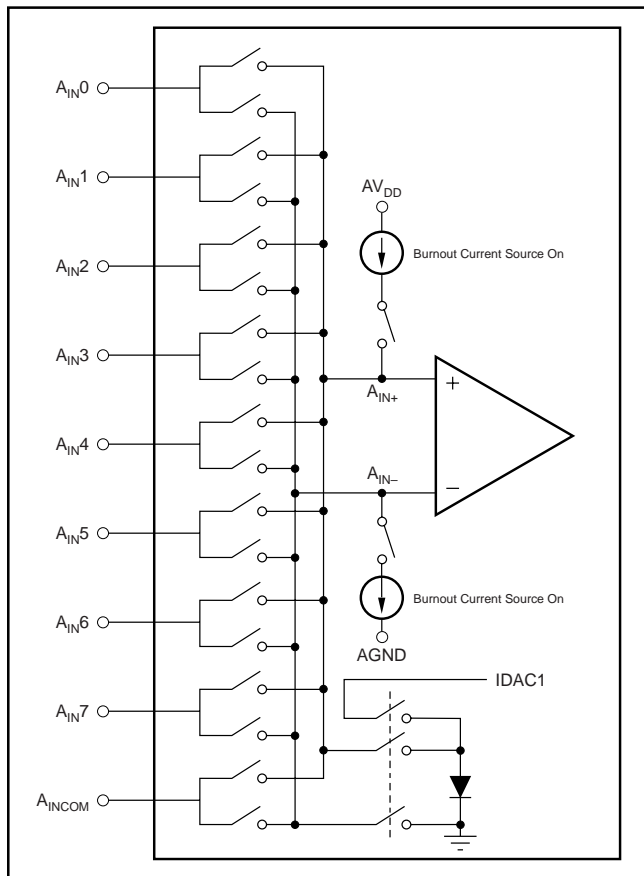 AIN0
AIN1
AVDD
Burnout Current Source On
AIN2
AIN3
+
AIN+
AIN4
AIN–
–
AIN5
Burnout Current Source On
AIN6
AGND
IDAC1
AIN7
AINCOM